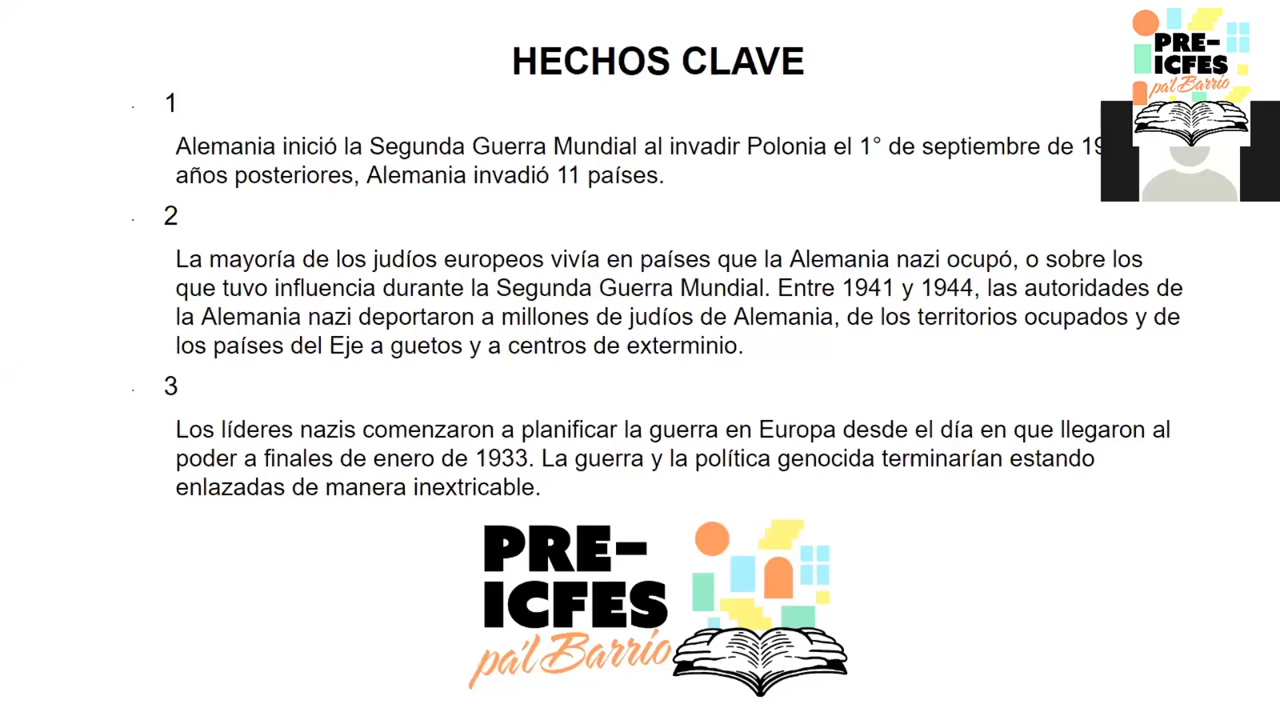 HECHOS CLAVE
PRE-
ICFES
pa'l Barrio
1
Alemania inició la Segunda Guerra Mundial al invadir Polonia el 1° de septiembre de
años posteriores, Alemania invadió 11 países.
2
La mayoría de los judíos europeos vivía en países que la Alemania nazi ocupó, o sobre los
que tuvo influencia durante la Segunda Guerra Mundial. Entre 1941 y 1944, las autoridades de
la Alemania nazi deportaron a millones de judíos de Alemania, de los territorios ocupados y de
los países del Eje a guetos y a centros de exterminio.
3
Los líderes nazis comenzaron a planificar la guerra en Europa desde el día en que llegaron al
poder a finales de enero de 1933. La guerra y la política genocida terminarían estando
enlazadas de manera inextricable.
PRE-
ICFES
pa'l Barrio